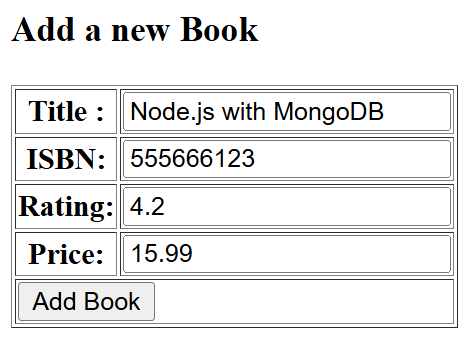 Add a new Book
Title : Node.js with MongoDB
ISBN: 555666123
Rating: 4.2
Price: 15.99
Add Book